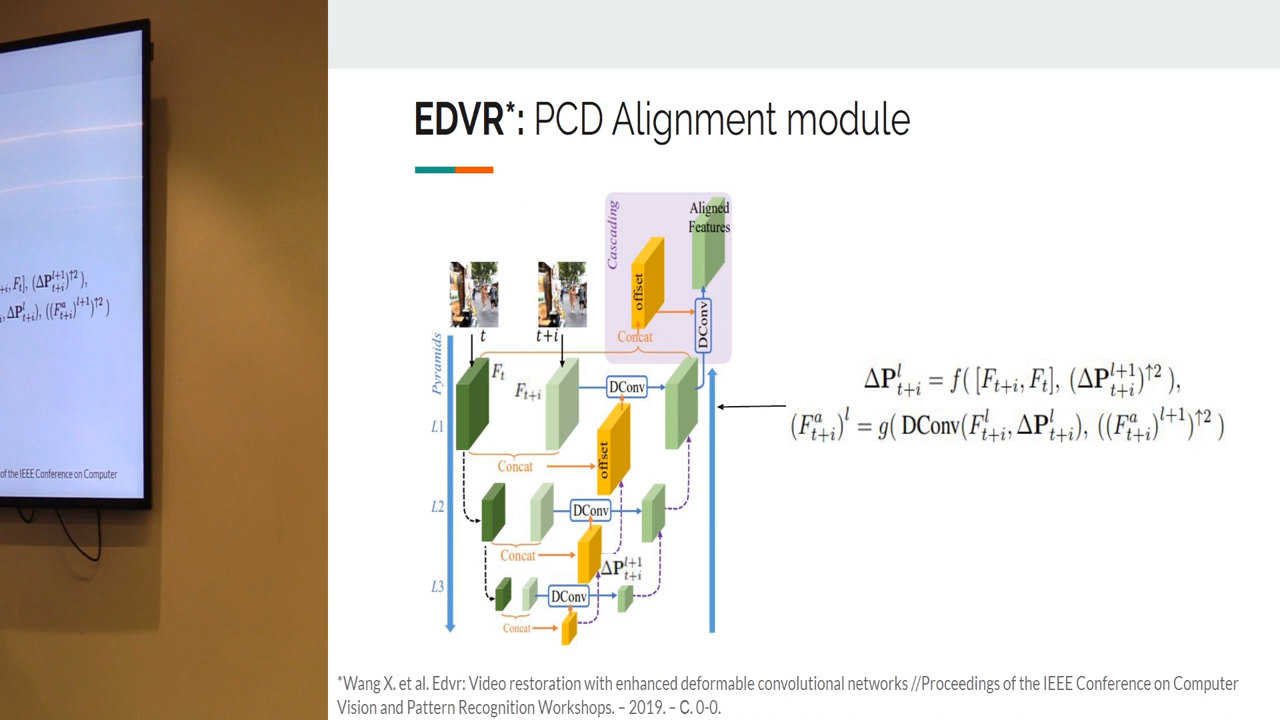 EDVR*: PCD Alignment module
Cascading
Aligned
Features
offset
Concat
DConv
t
t+i
Pyramids
F_t
F_{t+i}
DConv
L1
offset
Concat
L2
DConv
Concat
ΔP^{l+1}_{t+i}
L3
DConv
Concat
ΔP^l_{t+i} = f( [F_{t+i}, F_t], (ΔP^{l+1}_{t+i})^{↑2} ),
(F^a_{t+i})^l = g( DConv(F^l_{t+i}, ΔP^l_{t+i}), ((F^a_{t+i})^{l+1})^{↑2} )
*Wang X. et al. Edvr: Video restoration with enhanced deformable convolutional networks //Proceedings of the IEEE Conference on Computer
Vision and Pattern Recognition Workshops. – 2019. – С. 0-0.
+i, F_t], (ΔP^{l+1}_{t+i})^{↑2} ),
, ΔP^l_{t+i}), ((F^a_{t+i})^{l+1})^{↑2} )
of the IEEE Conference on Computer